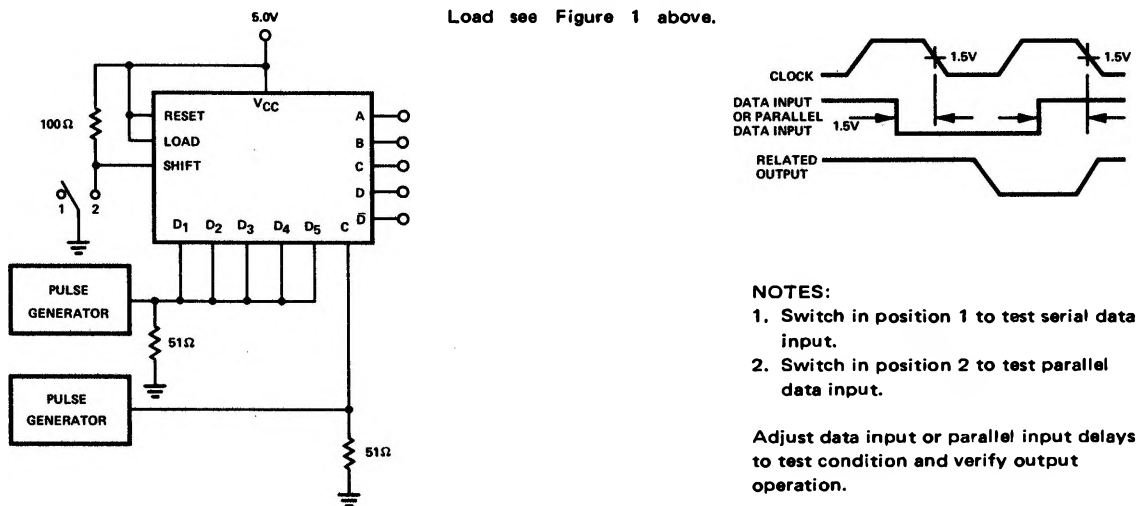 5.0V
Load see Figure 1 above.
VCC
100Ω
RESET
LOAD
SHIFT
A
B
C
D
D̅
1 2
D1 D2 D3 D4 D5 C
PULSE
GENERATOR
51Ω
PULSE
GENERATOR
51Ω
CLOCK
1.5V
1.5V
DATA INPUT
OR PARALLEL
DATA INPUT
1.5V
RELATED
OUTPUT
NOTES:
1. Switch in position 1 to test serial data
input.
2. Switch in position 2 to test parallel
data input.
Adjust data input or parallel input delays
to test condition and verify output
operation.